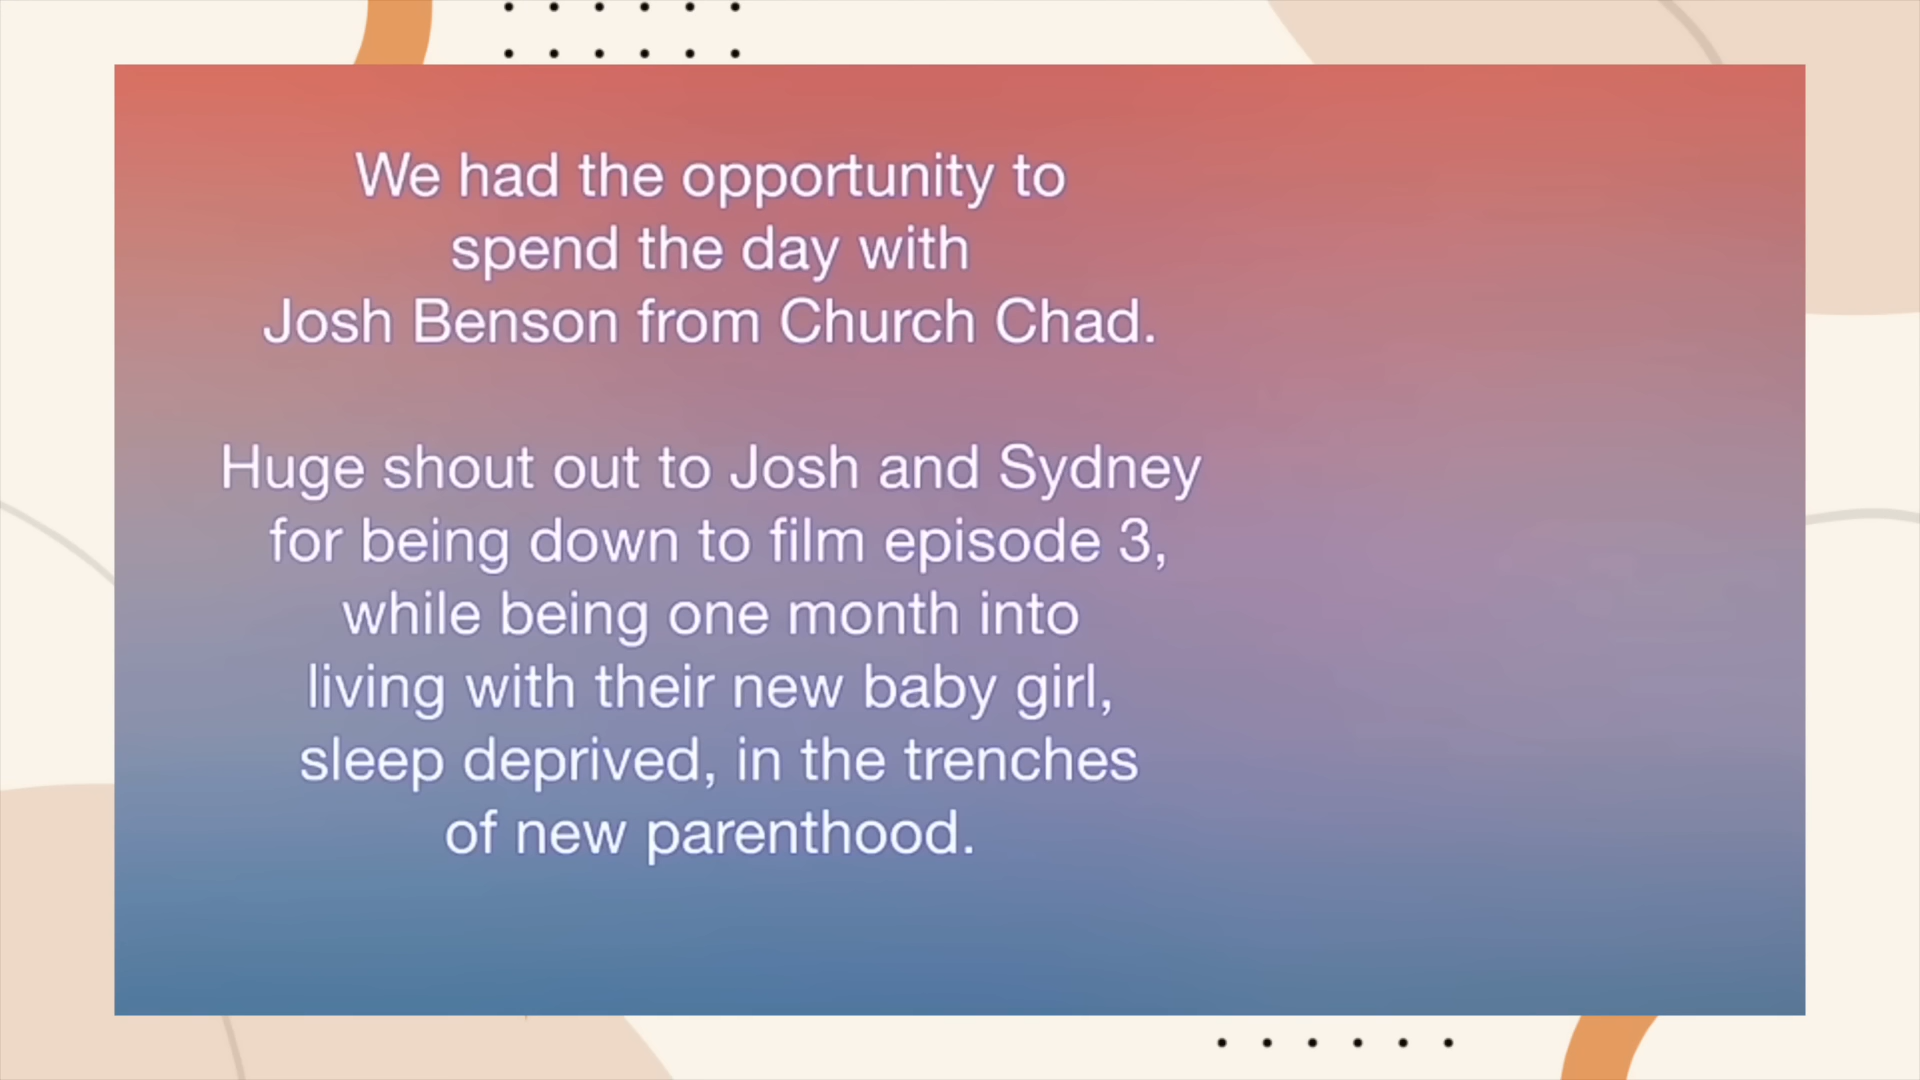 We had the opportunity to
spend the day with
Josh Benson from Church Chad.
Huge shout out to Josh and Sydney
for being down to film episode 3,
while being one month into
living with their new baby girl,
sleep deprived, in the trenches
of new parenthood.